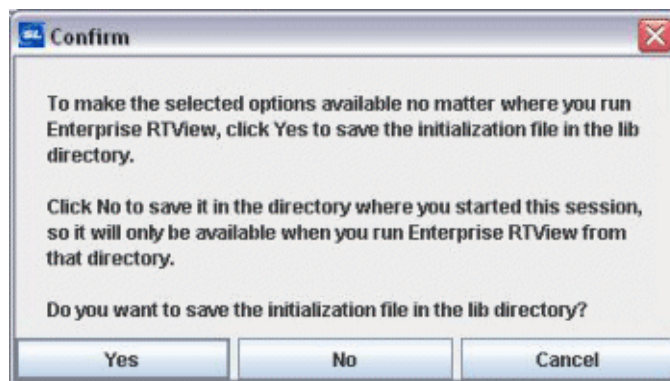 SL Confirm
To make the selected options available no matter where you run
Enterprise RTView, click Yes to save the initialization file in the lib
directory.
Click No to save it in the directory where you started this session,
so it will only be available when you run Enterprise RTView from
that directory.
Do you want to save the initialization file in the lib directory?
Yes No Cancel